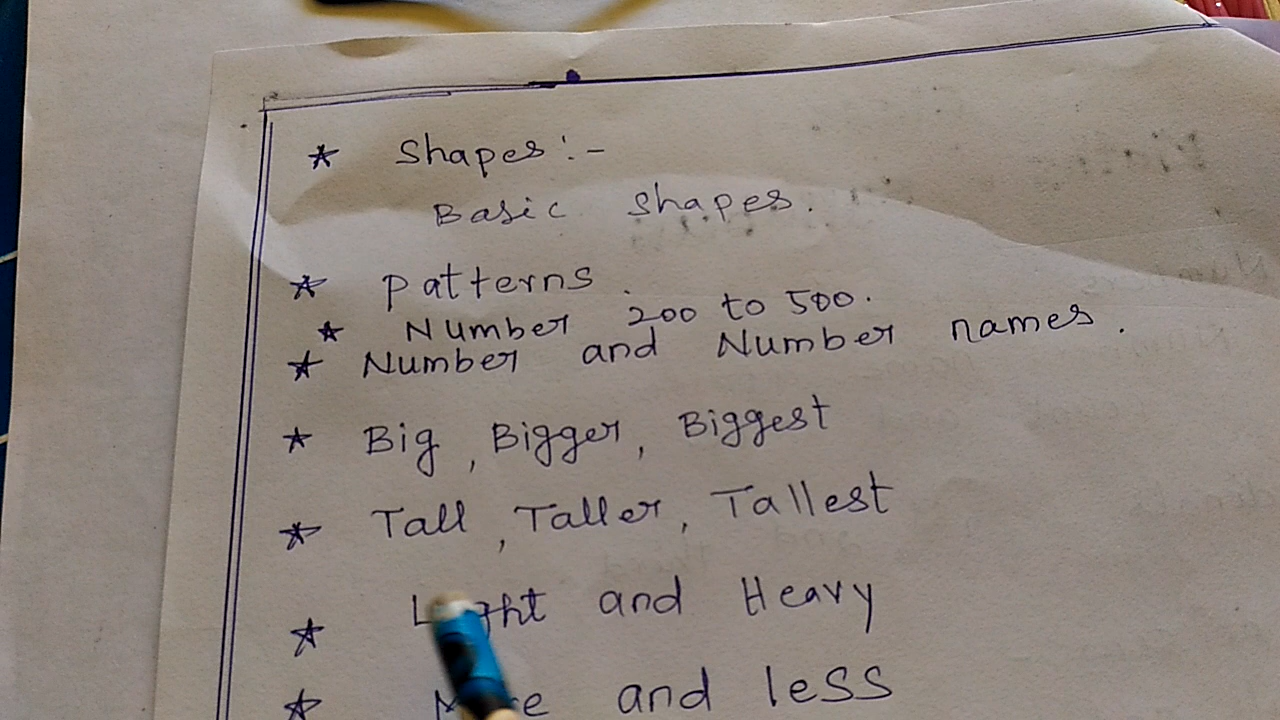 * Shapes :-
Basic shapes.
* Patterns.
* Number 200 to 500.
* Number and Number names.
* Big, Bigger, Biggest
* Tall, Taller, Tallest
* and Heavy
* and less